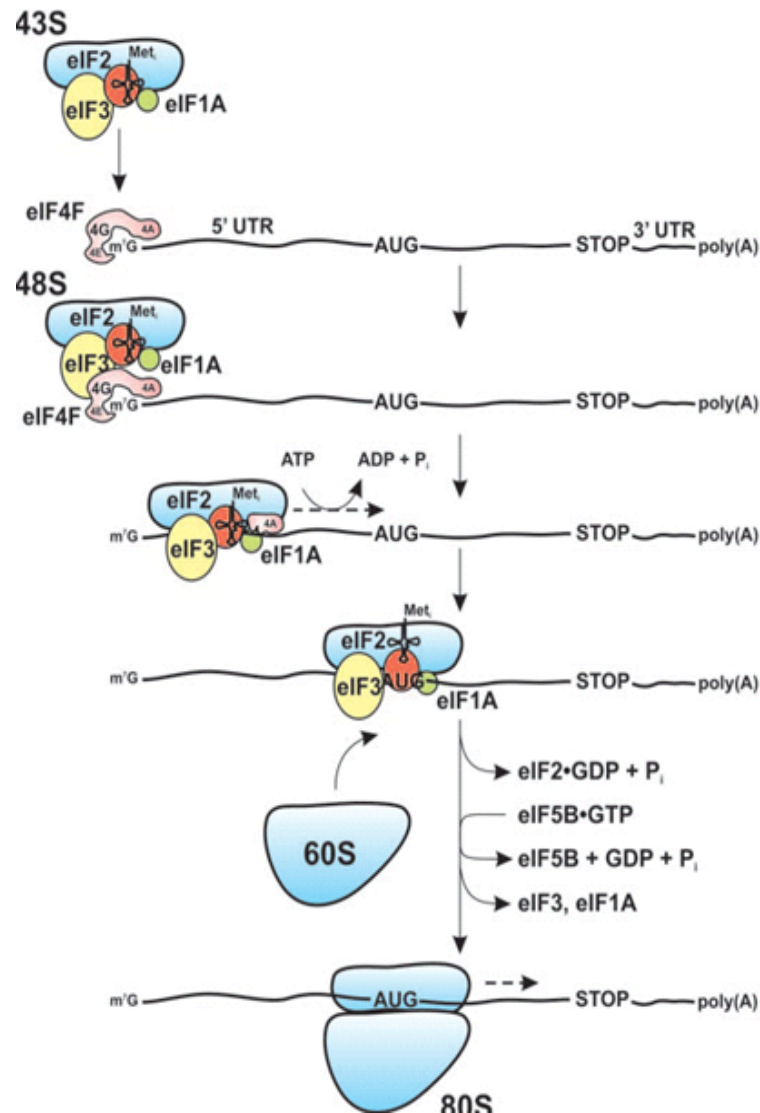 43S
eIF2
Metᵢ
eIF3
eIF1A
eIF4F
4G
4A
4E
m⁷G
5' UTR
AUG
STOP
3' UTR
poly(A)
48S
eIF2
Metᵢ
eIF3
eIF1A
4G
4A
eIF4F
4E
m⁷G
AUG
STOP
poly(A)
ATP
ADP + Pᵢ
eIF2
Metᵢ
4A
m⁷G
eIF3
eIF1A
AUG
STOP
poly(A)
Metᵢ
eIF2
m⁷G
eIF3
AUG
eIF1A
STOP
poly(A)
eIF2•GDP + Pᵢ
eIF5B•GTP
60S
eIF5B + GDP + Pᵢ
eIF3, eIF1A
m⁷G
AUG
STOP
poly(A)
80S